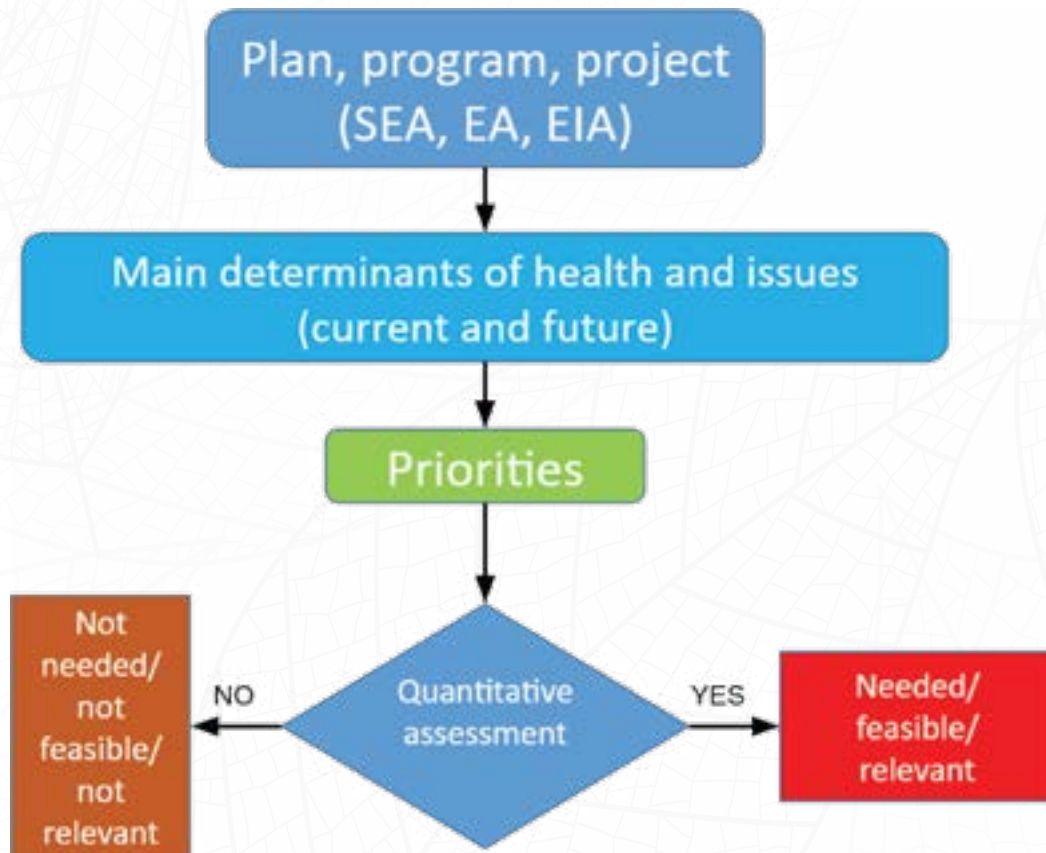 Plan, program, project
(SEA, EA, EIA)
Main determinants of health and issues
(current and future)
Priorities
Not
needed/
not
feasible/
not
relevant
NO
Quantitative
assessment
YES
Needed/
feasible/
relevant